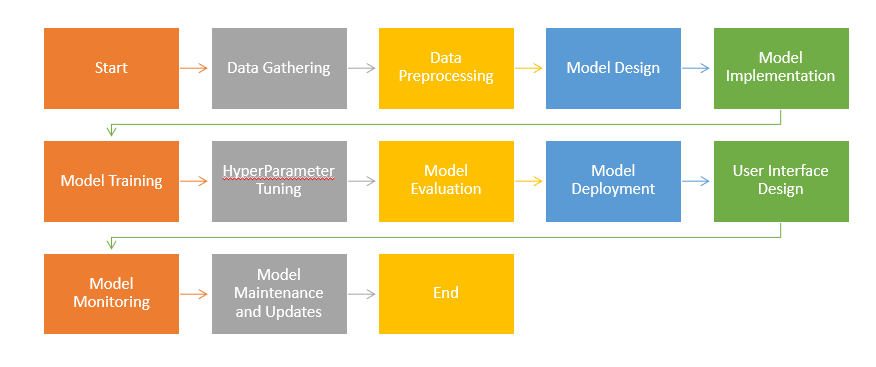 Start
Data Gathering
Data
Preprocessing
Model Design
Model
Implementation
Model Training
HyperParameter
Tuning
Model
Evaluation
Model
Deployment
User Interface
Design
Model
Monitoring
Model
Maintenance
and Updates
End